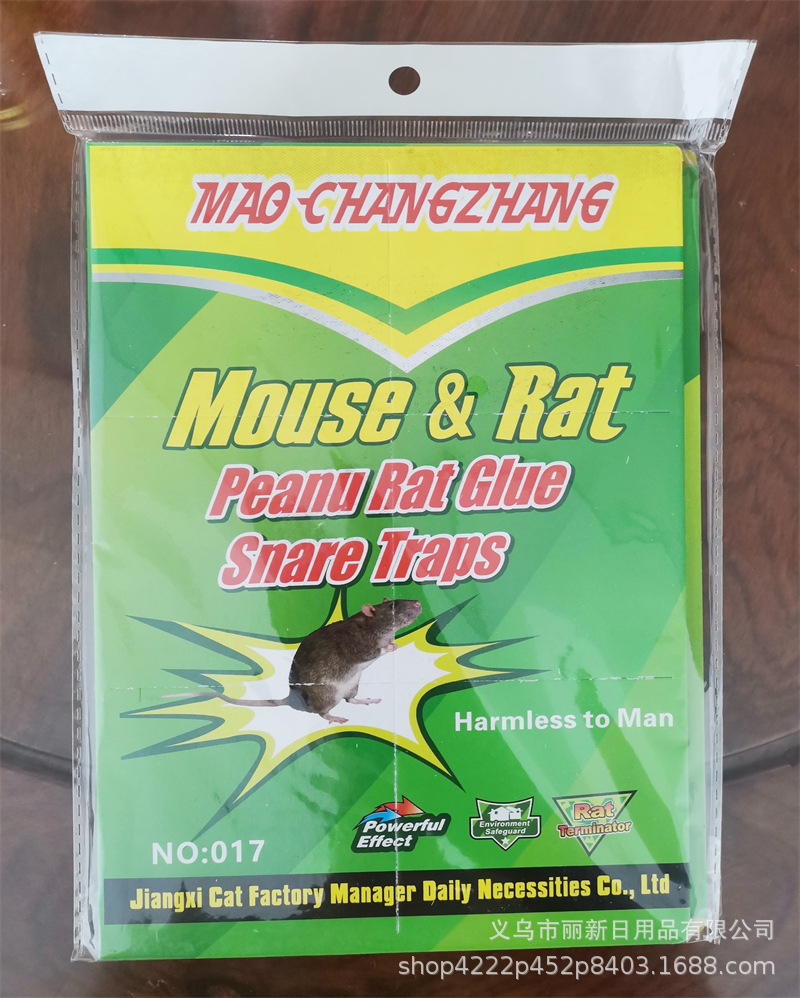 MAO CHANGZHANG
Mouse & Rat
Peanu Rat Glue
Snare Traps
Harmless to Man
Powerful
Effect
Environment
Safeguard
Rat
Terminator
NO:017
Jiangxi Cat Factory Manager Daily Necessities Co., Ltd
义乌市丽新日用品有限公司
shop4222p452p8403.1688.com